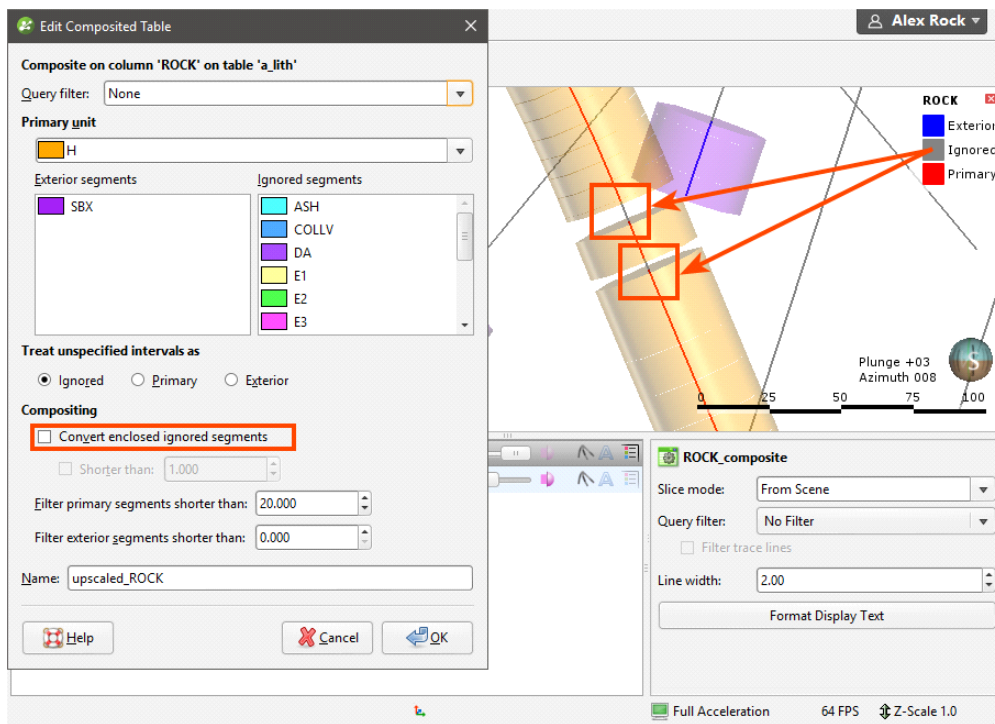 Edit Composited Table
Composite on column 'ROCK' on table 'a_lith'
Query filter: None
Primary unit
H
Exterior segments Ignored segments
SBX
ASH
COLLV
DA
E1
E2
E3
Treat unspecified intervals as
Ignored Primary Exterior
Compositing
Convert enclosed ignored segments
Shorter than: 1.000
Filter primary segments shorter than: 20.000
Filter exterior segments shorter than: 0.000
Name: upscaled_ROCK
Help Cancel OK
Alex Rock
ROCK
Exterior
Ignored
Primary
Plunge +03
Azimuth 008
S
0 25 50 75 100
ROCK_composite
Slice mode: From Scene
Query filter: No Filter
Filter trace lines
Line width: 2.00
Format Display Text
Full Acceleration 64 FPS Z-Scale 1.0